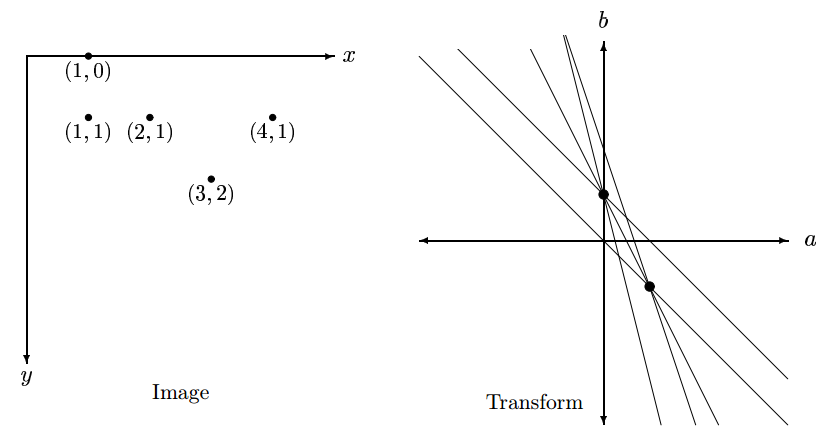 b
x
(1, 0)
(1, 1) (2, 1) (4, 1)
(3, 2)
a
y
Image
Transform